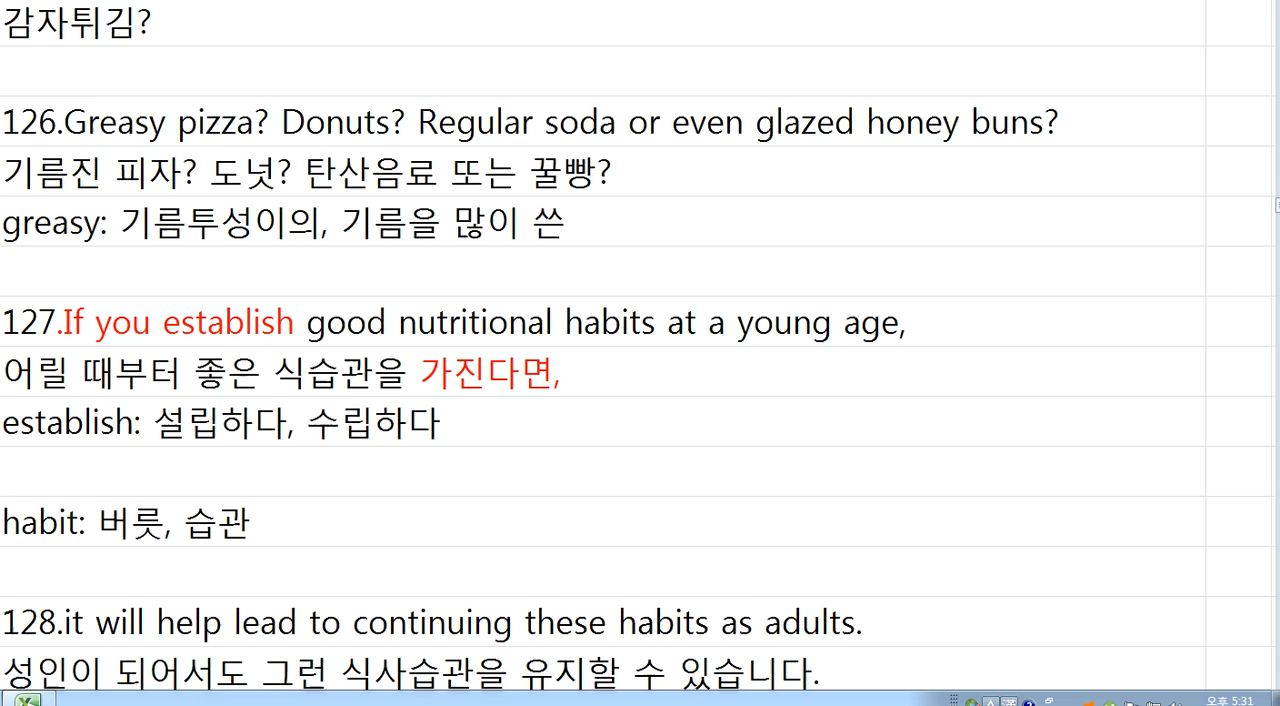 감자튀김?
126.Greasy pizza? Donuts? Regular soda or even glazed honey buns?
기름진 피자? 도넛? 탄산음료 또는 꿀빵?
greasy: 기름투성이의, 기름을 많이 쓴
127.If you establish good nutritional habits at a young age,
어릴 때부터 좋은 식습관을 가진다면,
establish: 설립하다, 수립하다
habit: 버릇, 습관
128.it will help lead to continuing these habits as adults.
성인이 되어서도 그런 식사습관을 유지할 수 있습니다.
오후 5:31